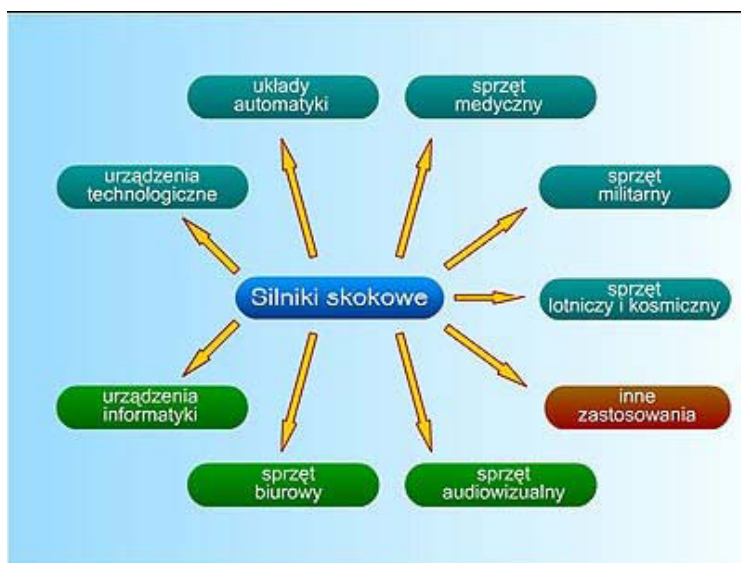 układy
automatyki
sprzęt
medyczny
urządzenia
technologiczne
sprzęt
militarny
Silniki skokowe
sprzęt
lotniczy i kosmiczny
urządzenia
informatyki
inne
zastosowania
sprzęt
biurowy
sprzęt
audiowizualny